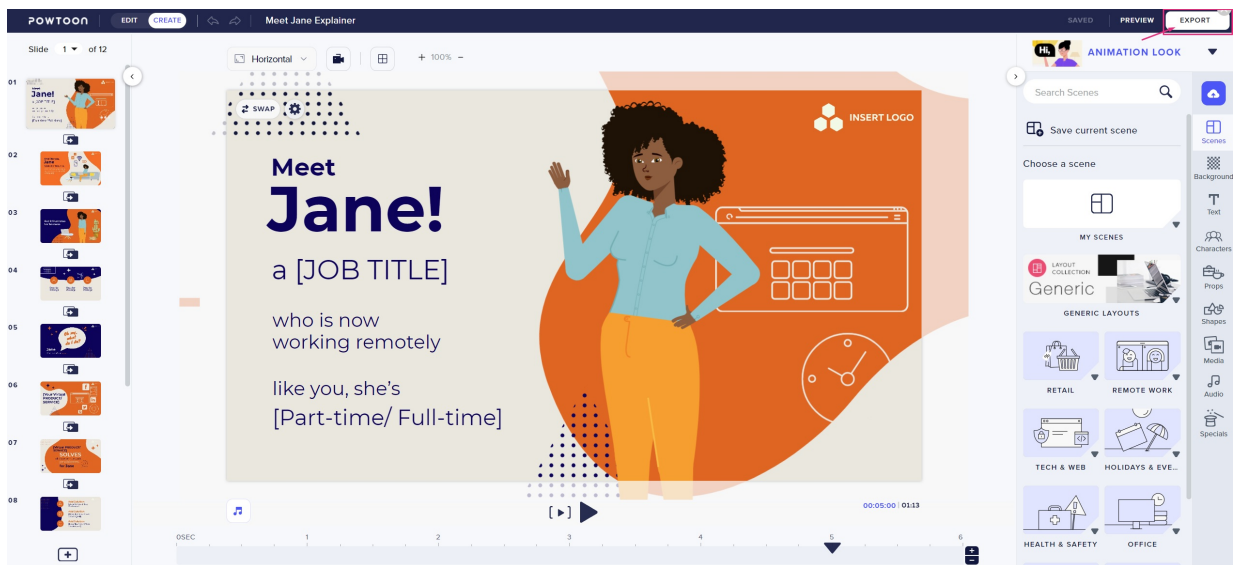 POWTOON
EDIT
CREATE
Meet Jane Explainer
SAVED
PREVIEW
EXPORT
Slide 1 of 12
Horizontal
+ 100% -
Hi,
ANIMATION LOOK
01
Jane!
02
03
04
05
06
07
SOLVES
08
SWAP
INSERT LOGO
Meet
Jane!
a [JOB TITLE]
who is now
working remotely
like you, she's
[Part-time/ Full-time]
00:05:00 01:13
0SEC 1 2 3 4 5 6
Search Scenes
Save current scene
Choose a scene
MY SCENES
LAYOUT
COLLECTION
Generic
GENERIC LAYOUTS
RETAIL
REMOTE WORK
TECH & WEB
HOLIDAYS & EVE...
HEALTH & SAFETY
OFFICE
Scenes
Background
Text
Characters
Props
Shapes
Media
Audio
Specials